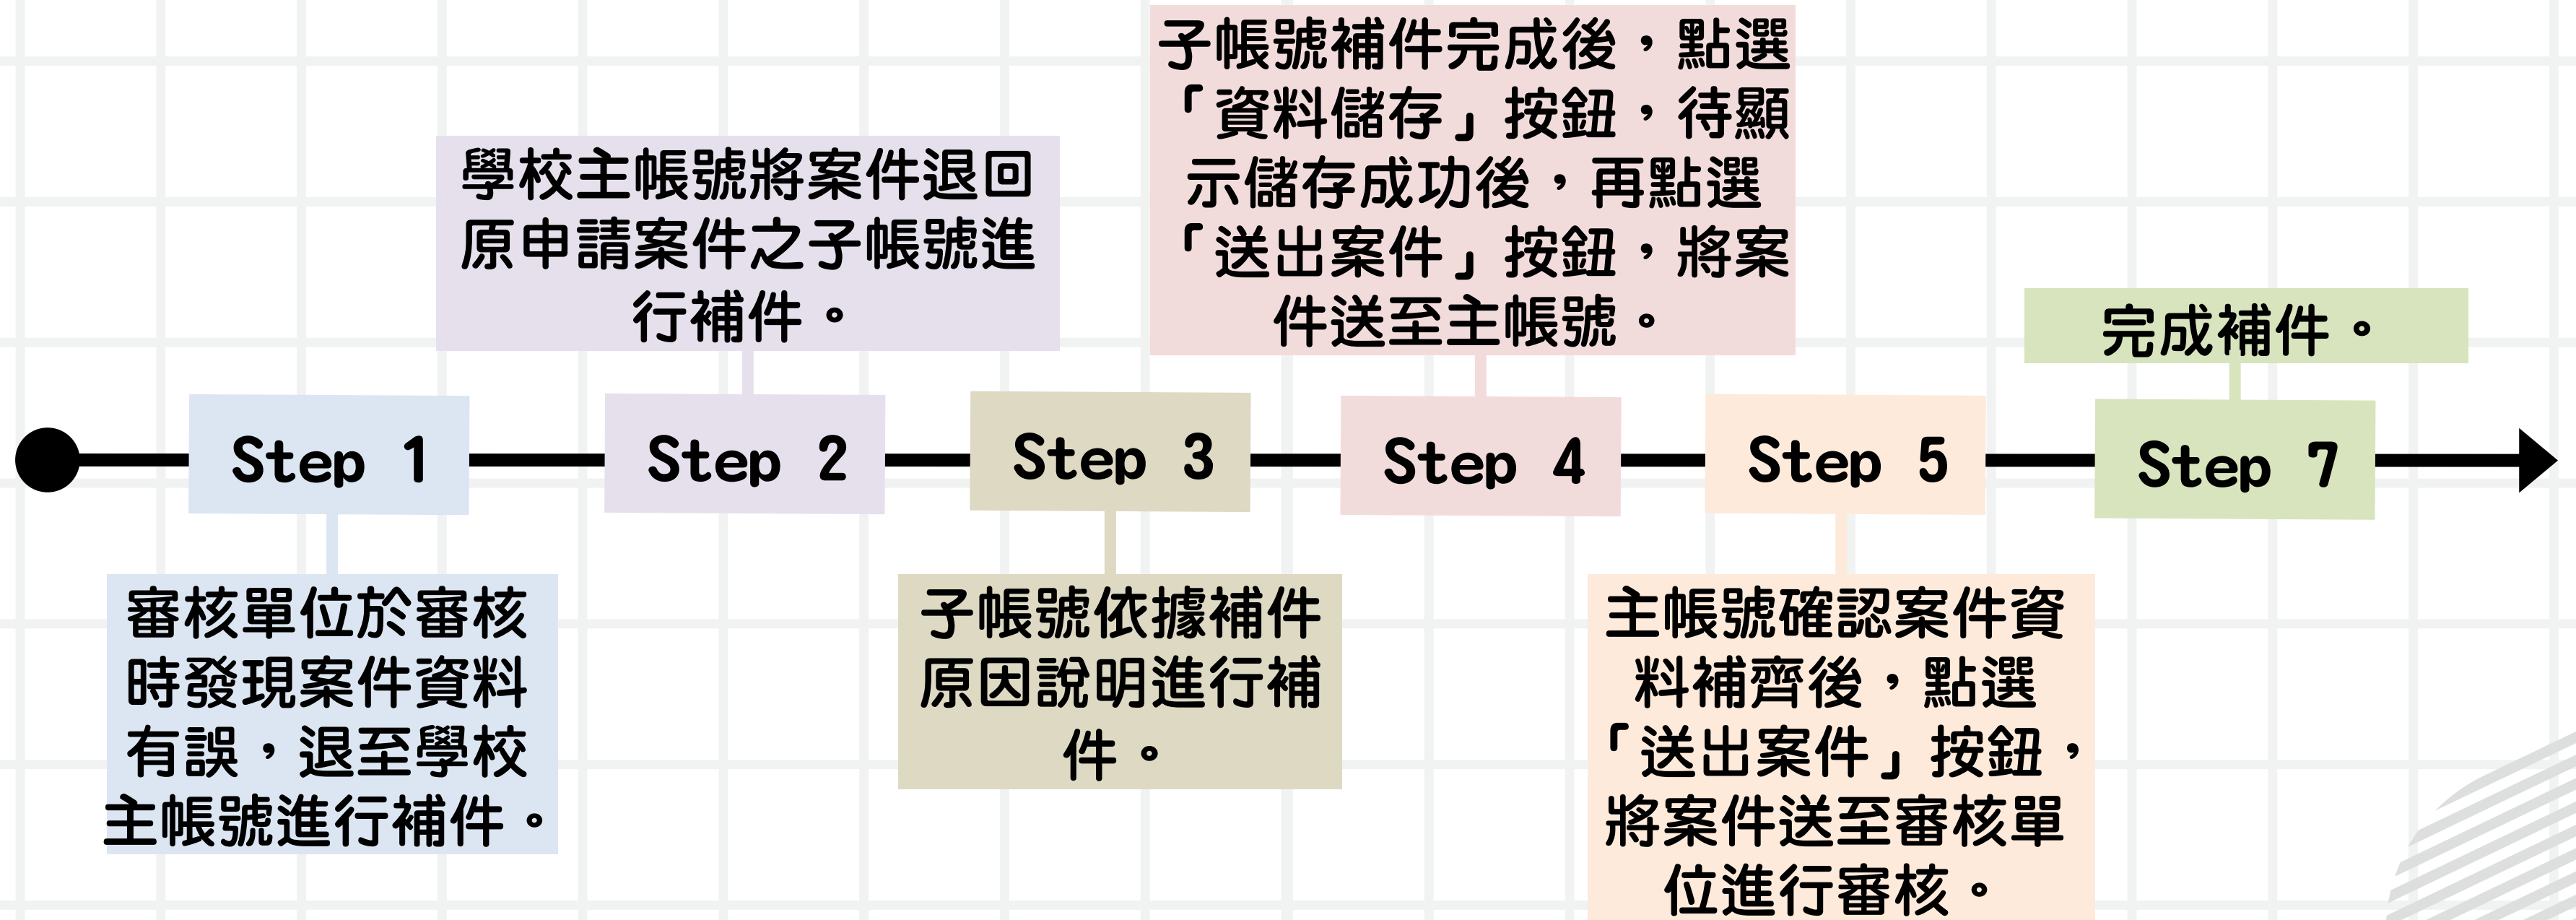 Step 1
審核單位於審核
時發現案件資料
有誤，退至學校
主帳號進行補件。
學校主帳號將案件退回
原申請案件之子帳號進
行補件。
Step 2
Step 3
子帳號依據補件
原因說明進行補
件。
子帳號補件完成後，點選
「資料儲存」按鈕，待顯
示儲存成功後，再點選
「送出案件」按鈕，將案
件送至主帳號。
Step 4
Step 5
主帳號確認案件資
料補齊後，點選
「送出案件」按鈕，
將案件送至審核單
位進行審核。
完成補件。
Step 7